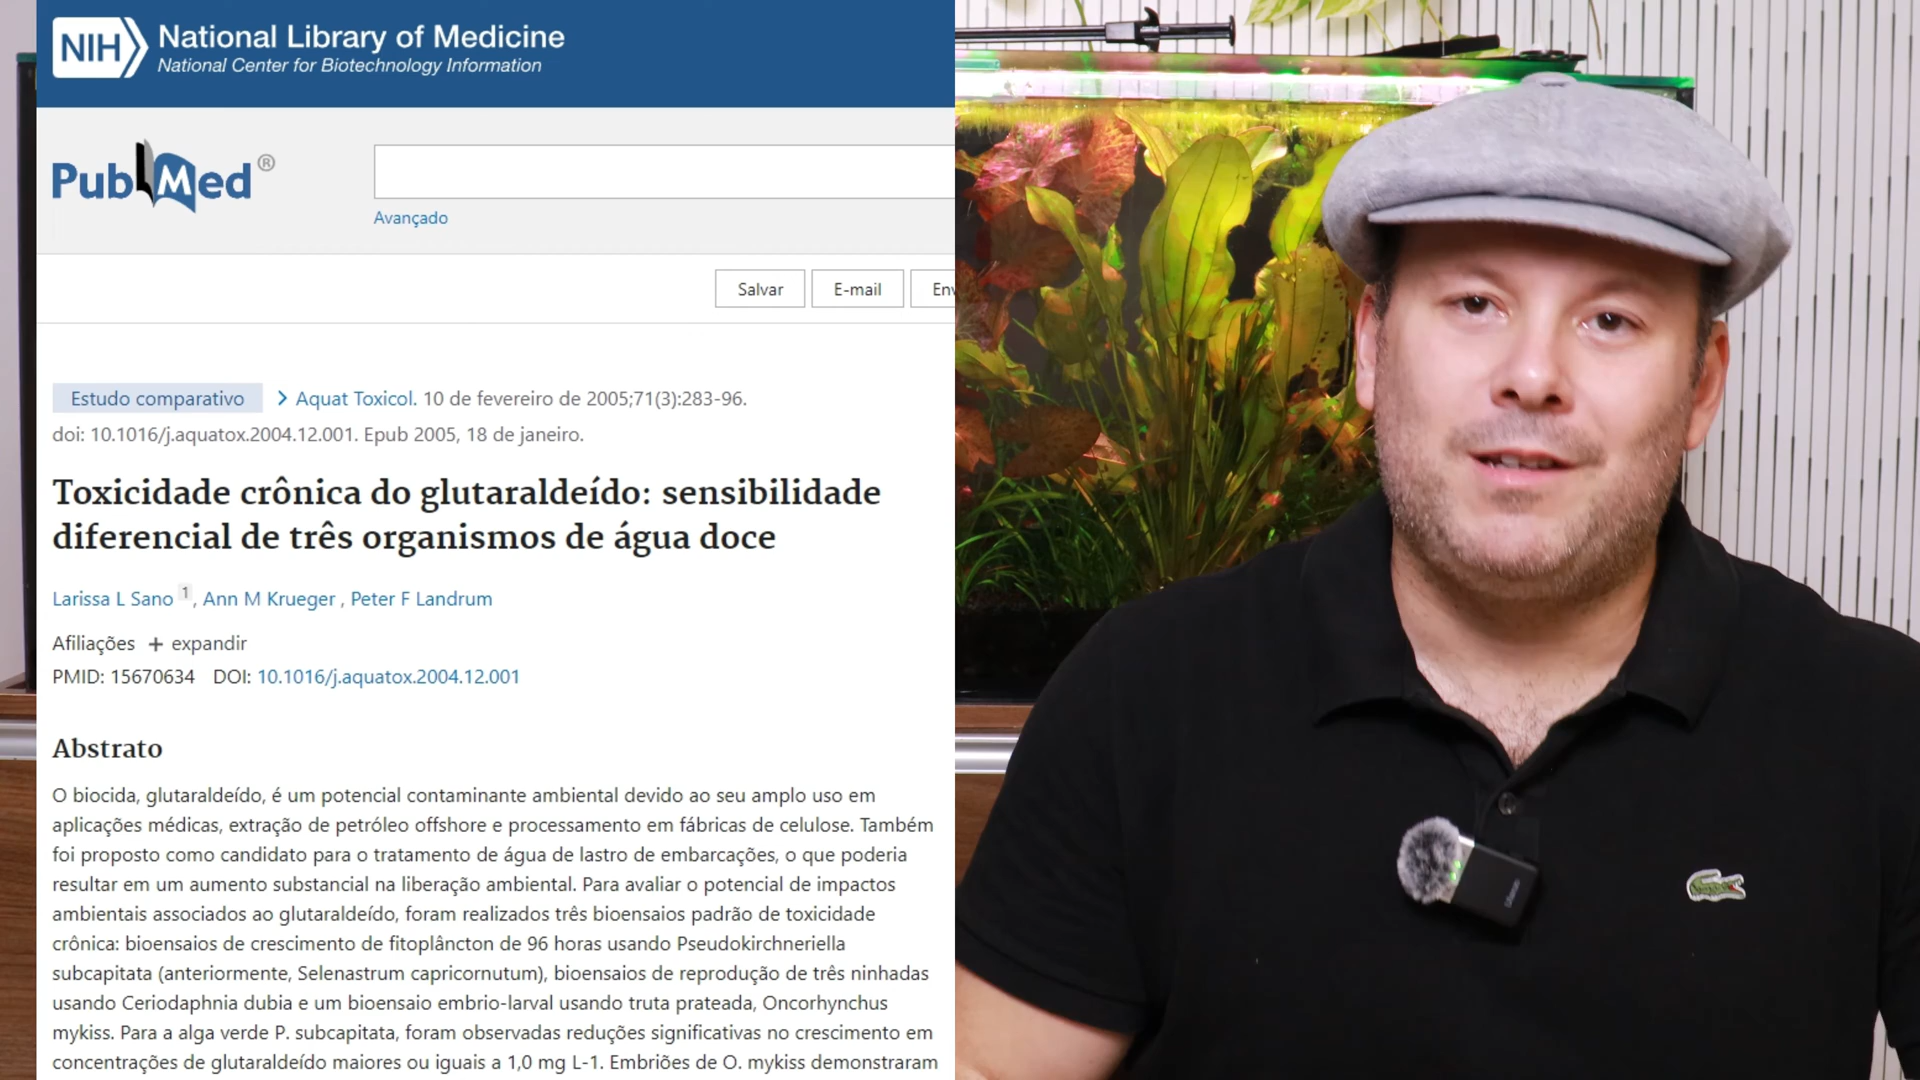 NIH
National Library of Medicine
National Center for Biotechnology Information
PubMed®
Avançado
Salvar
E-mail
Env
Estudo comparativo
Aquat Toxicol. 10 de fevereiro de 2005;71(3):283-96.
doi: 10.1016/j.aquatox.2004.12.001. Epub 2005, 18 de janeiro.
Toxicidade crônica do glutaraldeído: sensibilidade
diferencial de três organismos de água doce
Larissa L Sano 1, Ann M Krueger , Peter F Landrum
Afiliações + expandir
PMID: 15670634 DOI: 10.1016/j.aquatox.2004.12.001
Abstrato
O biocida, glutaraldeído, é um potencial contaminante ambiental devido ao seu amplo uso em
aplicações médicas, extração de petróleo offshore e processamento em fábricas de celulose. Também
foi proposto como candidato para o tratamento de água de lastro de embarcações, o que poderia
resultar em um aumento substancial na liberação ambiental. Para avaliar o potencial de impactos
ambientais associados ao glutaraldeído, foram realizados três bioensaios padrão de toxicidade
crônica: bioensaios de crescimento de fitoplâncton de 96 horas usando Pseudokirchneriella
subcapitata (anteriormente, Selenastrum capricornutum), bioensaios de reprodução de três ninhadas
usando Ceriodaphnia dubia e um bioensaio embrio-larval usando truta prateada, Oncorhynchus
mykiss. Para a alga verde P. subcapitata, foram observadas reduções significativas no crescimento em
concentrações de glutaraldeído maiores ou iguais a 1,0 mg L-1. Embriões de O. mykiss demonstraram